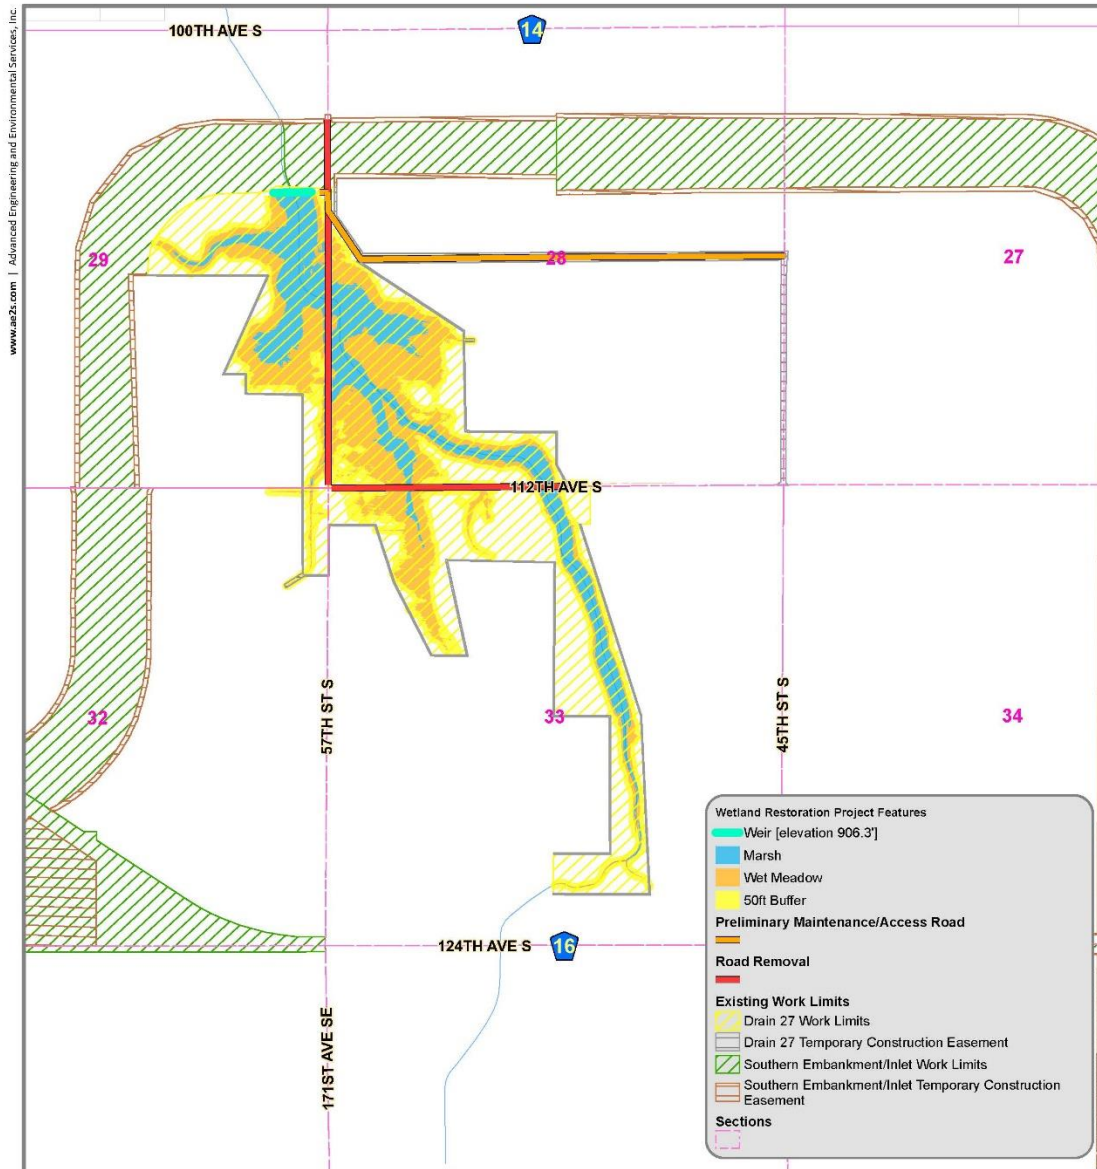 www.ae2s.com | Advanced Engineering and Environmental Services, Inc.
100TH AVE S
14
29
28
27
112TH AVE S
57TH ST S
45TH ST S
32
33
34
124TH AVE S
16
171ST AVE SE
Wetland Restoration Project Features
Weir [elevation 906.3']
Marsh
Wet Meadow
50ft Buffer
Preliminary Maintenance/Access Road
Road Removal
Existing Work Limits
Drain 27 Work Limits
Drain 27 Temporary Construction Easement
Southern Embankment/Inlet Work Limits
Southern Embankment/Inlet Temporary Construction
Easement
Sections